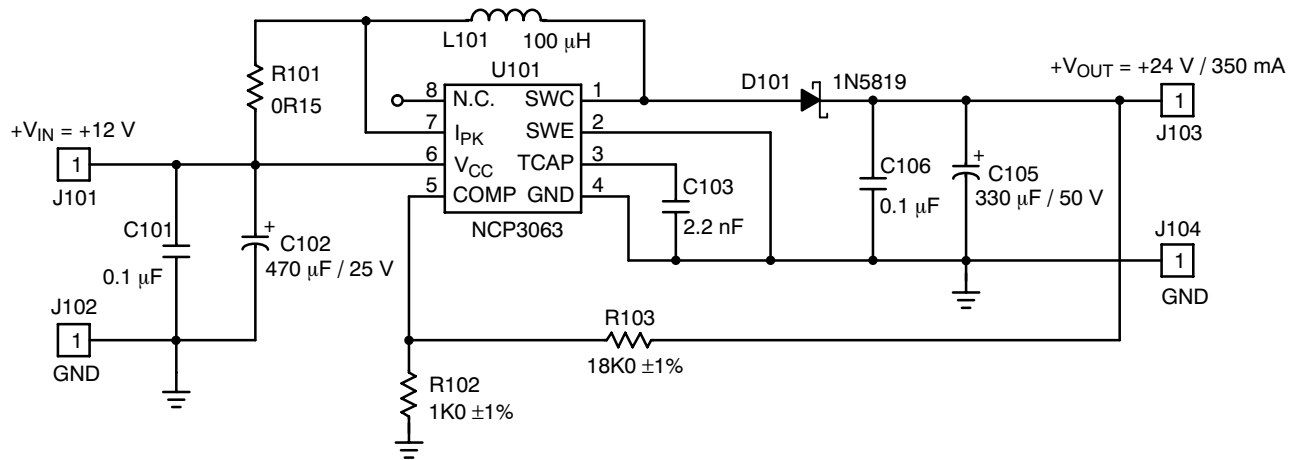 L101 100 µH
R101
0R15
U101
8 N.C. SWC 1
7 IPK SWE 2
6 VCC TCAP 3
5 COMP GND 4
NCP3063
+VIN = +12 V
1
J101
C101
0.1 µF
C102
470 µF / 25 V
+
J102
1
GND
C103
2.2 nF
D101 1N5819
+VOUT = +24 V / 350 mA
1
J103
C106
0.1 µF
+
C105
330 µF / 50 V
J104
1
GND
R103
18K0 ±1%
R102
1K0 ±1%